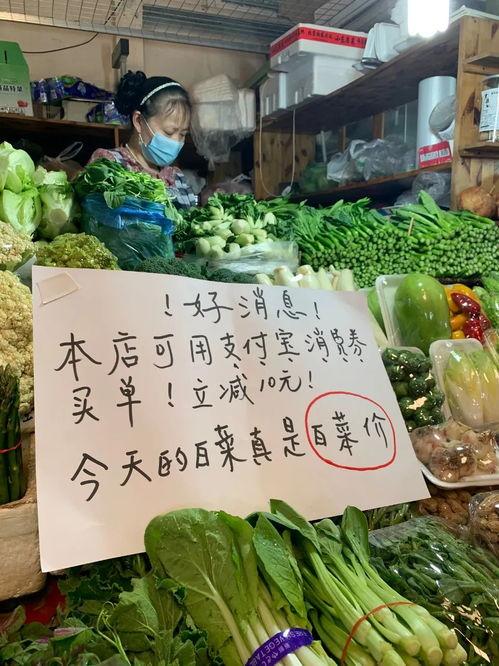 ！好消息！
本店可用支付宝消费券
买单！立减10元！
今天的白菜真是白菜价